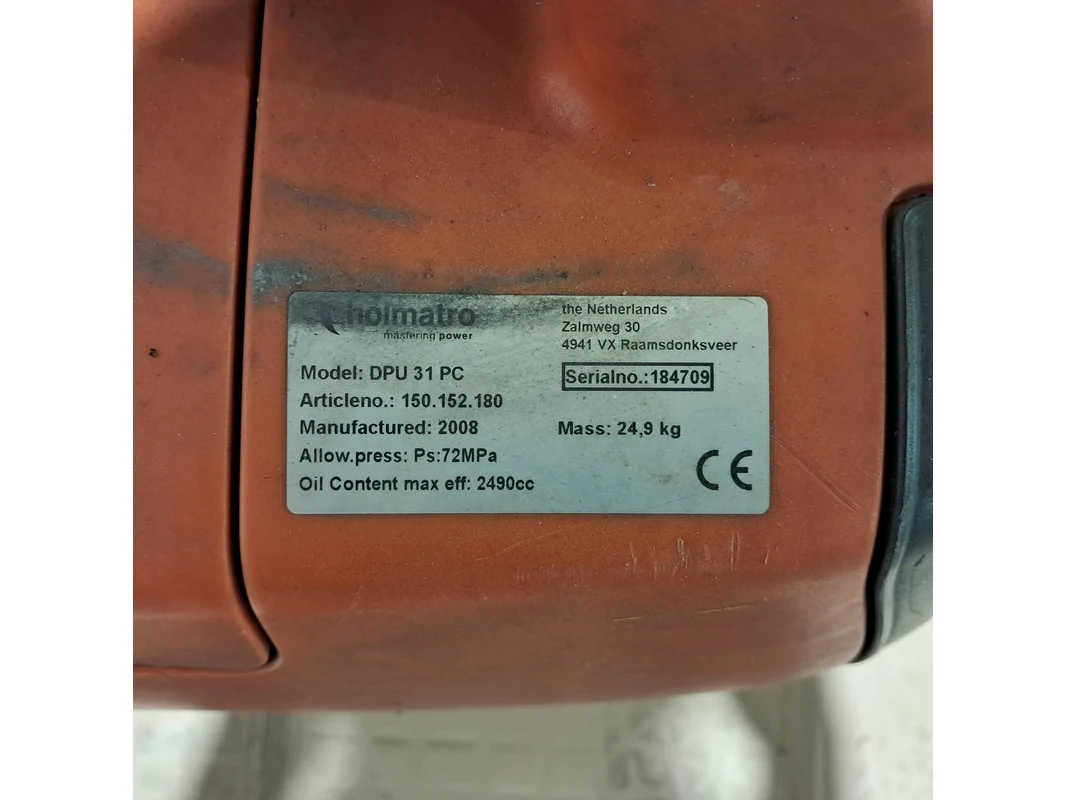 holmatro
mastering power
the Netherlands
Zalmweg 30
4941 VX Raamsdonksveer
Model: DPU 31 PC
Serialno.:184709
Articleno.: 150.152.180
Manufactured: 2008
Mass: 24,9 kg
Allow.press: Ps:72MPa
Oil Content max eff: 2490cc
CE